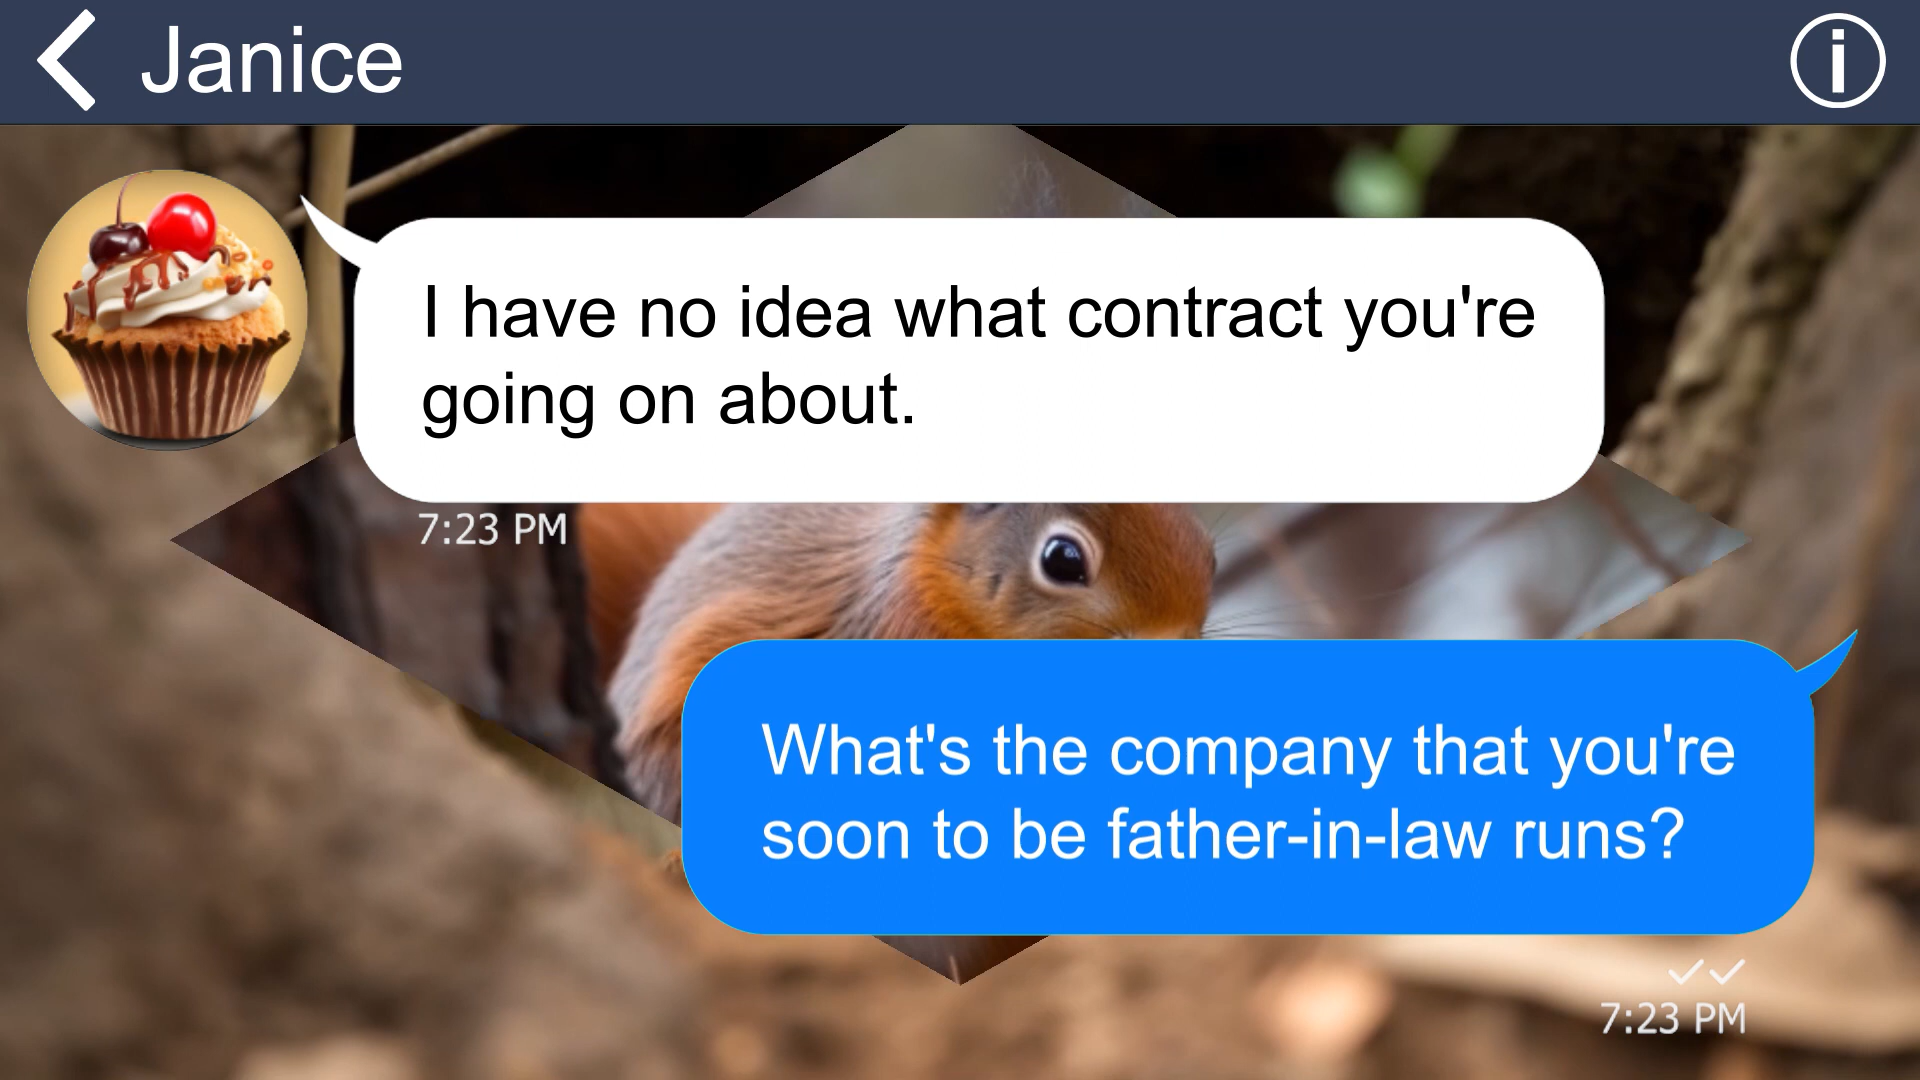 Janice
I have no idea what contract you're
going on about.
7:23 PM
What's the company that you're
soon to be father-in-law runs?
7:23 PM